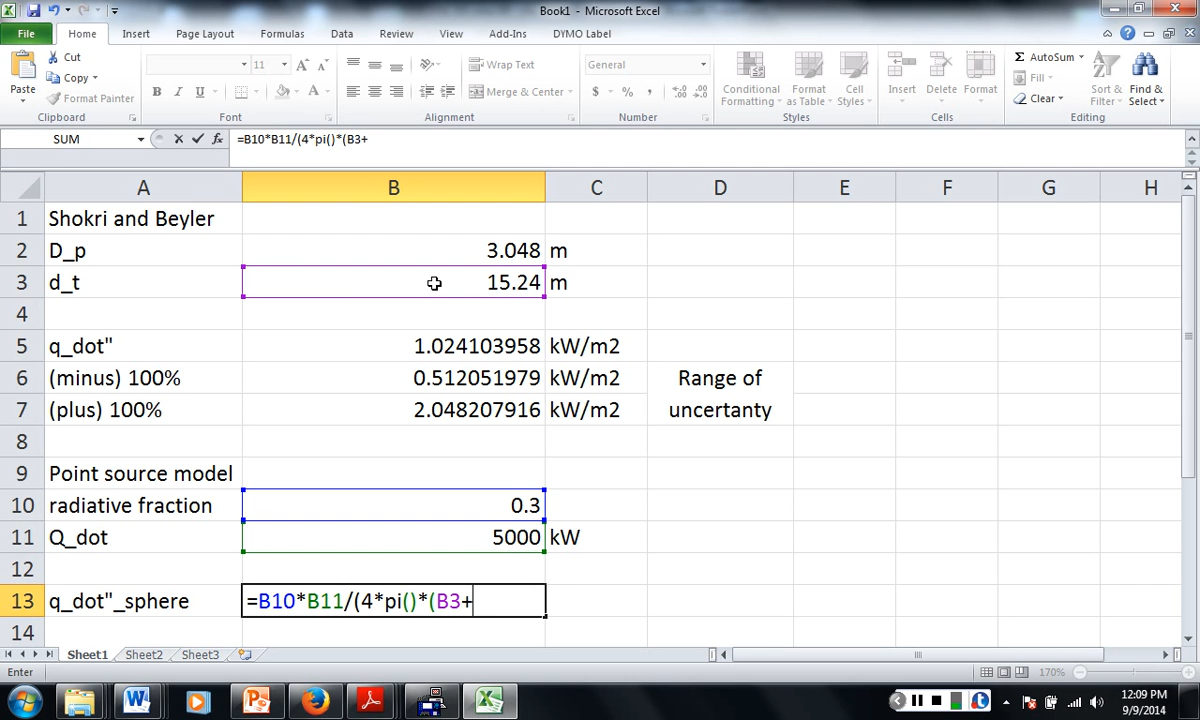 Book1 - Microsoft Excel
File Home Insert Page Layout Formulas Data Review View Add-Ins DYMO Label
Paste
Cut
Copy
Format Painter
Clipboard
11 A A
B I U A
Font
Wrap Text
Merge & Center
Alignment
General
$ % , .0 .00 .00 .0
Number
Conditional Formatting
Format as Table
Cell Styles
Styles
Insert Delete Format
Cells
Σ AutoSum
Fill
Clear
Sort & Filter
Find & Select
Editing
SUM fx =B10*B11/(4*pi()*(B3+
A B C D E F G H
1 Shokri and Beyler
2 D_p 3.048 m
3 d_t 15.24 m
4
5 q_dot" 1.024103958 kW/m2
6 (minus) 100% 0.512051979 kW/m2 Range of
7 (plus) 100% 2.048207916 kW/m2 uncertanty
8
9 Point source model
10 radiative fraction 0.3
11 Q_dot 5000 kW
12
13 q_dot"_sphere =B10*B11/(4*pi()*(B3+
14
Sheet1 Sheet2 Sheet3
Enter 170%
12:09 PM
9/9/2014